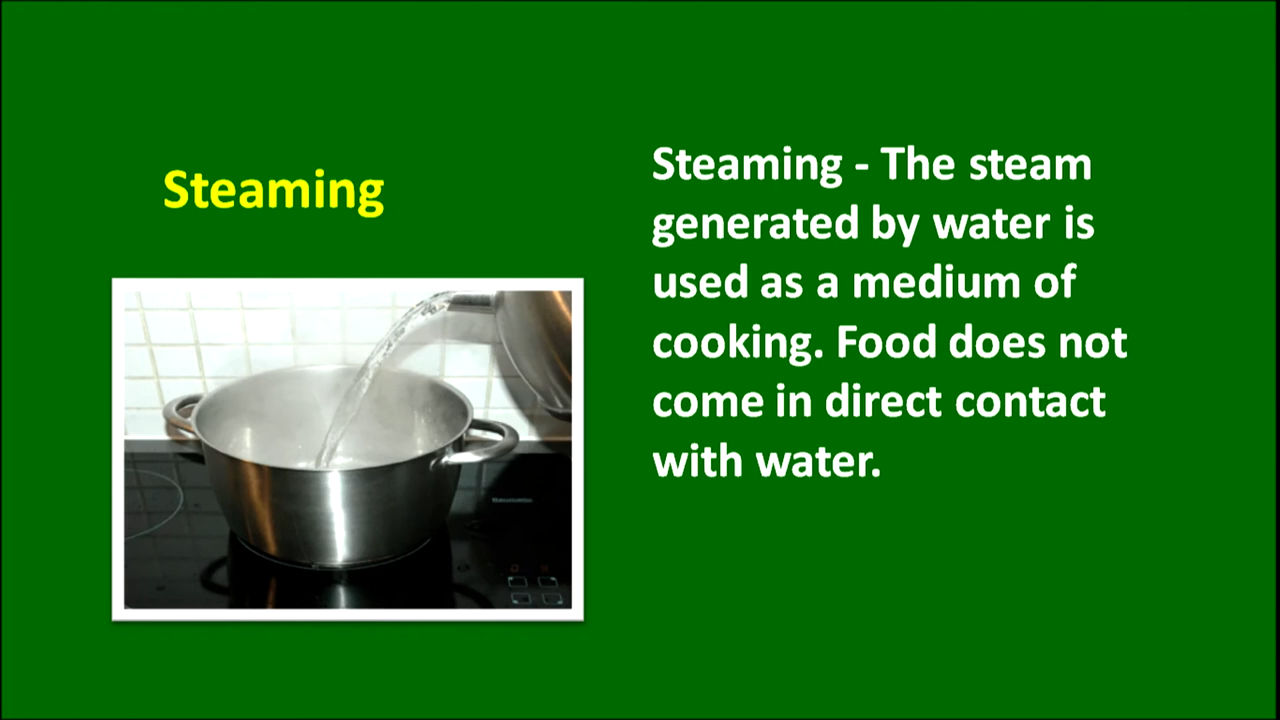 Steaming
Steaming - The steam
generated by water is
used as a medium of
cooking. Food does not
come in direct contact
with water.